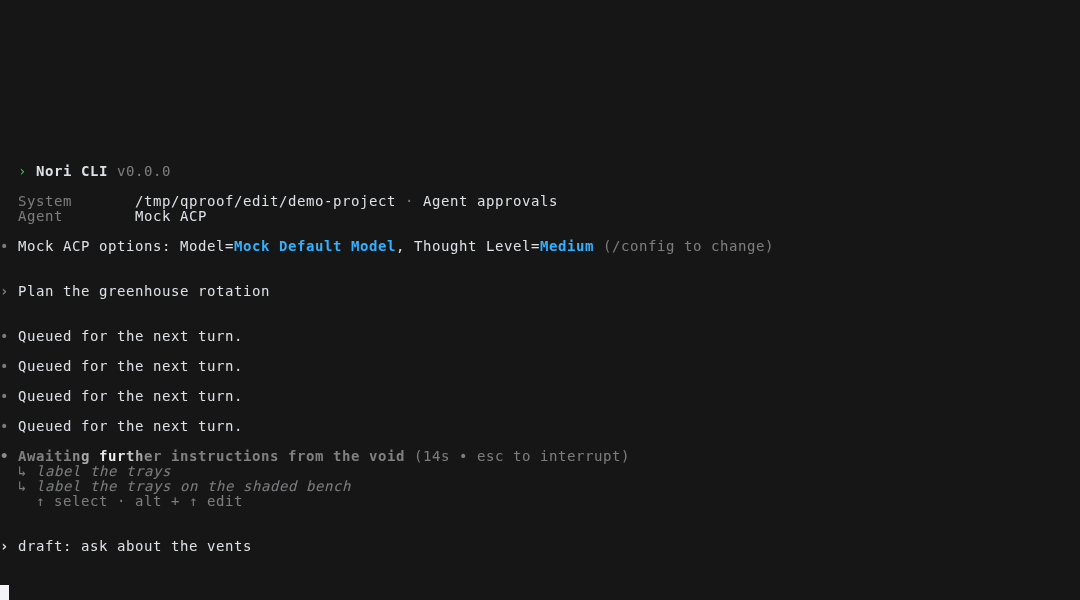 › Nori CLI v0.0.0
System /tmp/qproof/edit/demo-project · Agent approvals
Agent Mock ACP
• Mock ACP options: Model=Mock Default Model, Thought Level=Medium (/config to change)
› Plan the greenhouse rotation
• Queued for the next turn.
• Queued for the next turn.
• Queued for the next turn.
• Queued for the next turn.
• Awaiting further instructions from the void (14s • esc to interrupt)
↳ label the trays
↳ label the trays on the shaded bench
↑ select · alt + ↑ edit
› draft: ask about the vents